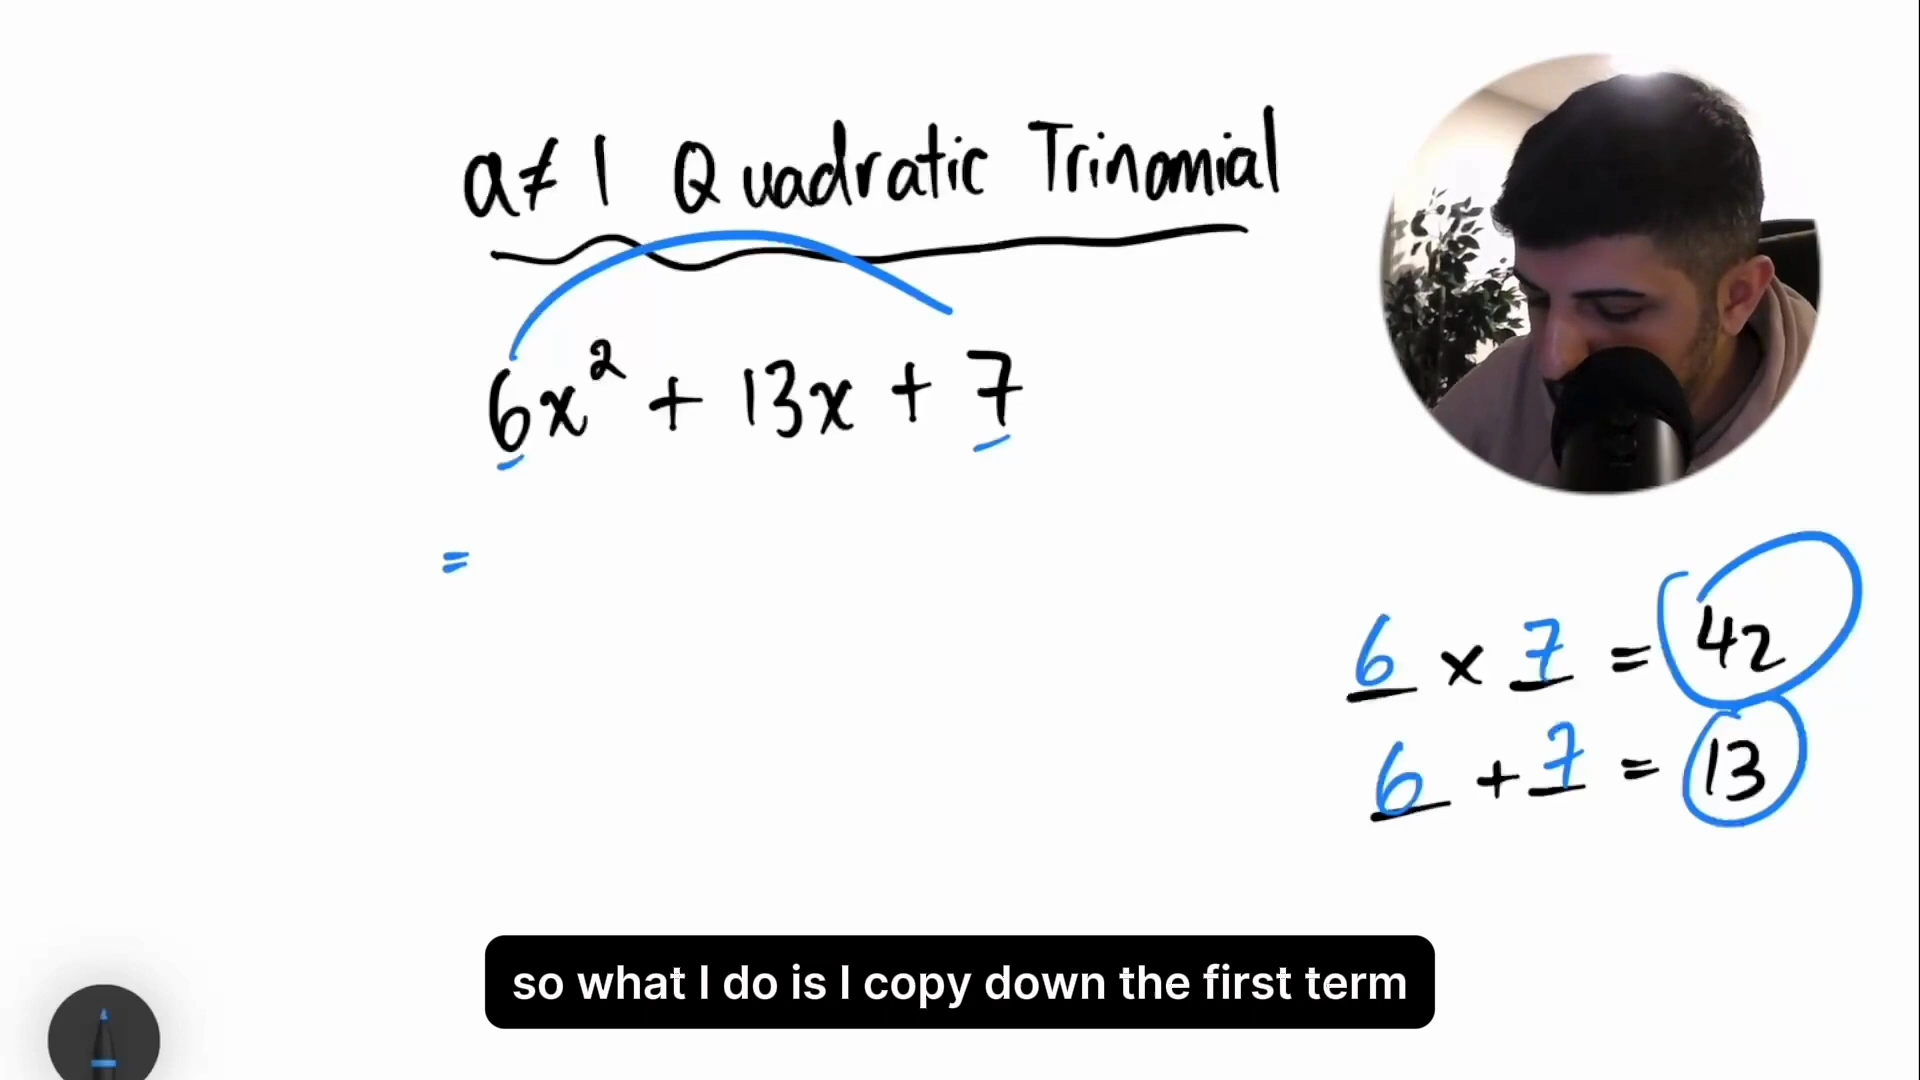 a≠1 Quadratic Trinomial
6x² + 13x + 7
=
6 x 7 = 42
6 + 7 = 13
so what I do is I copy down the first term